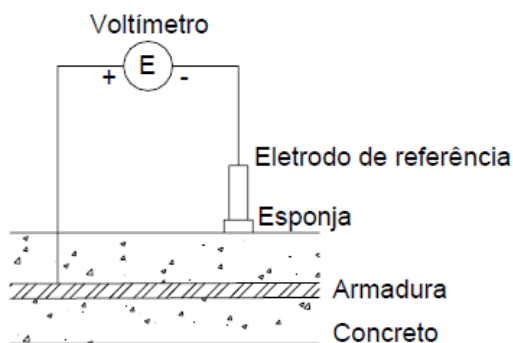 Voltímetro
+ E -
Eletrodo de referência
Esponja
Armadura
Concreto